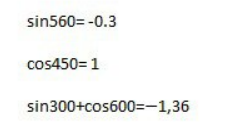 sin560= -0.3
cos450= 1
sin300+cos600=—1,36